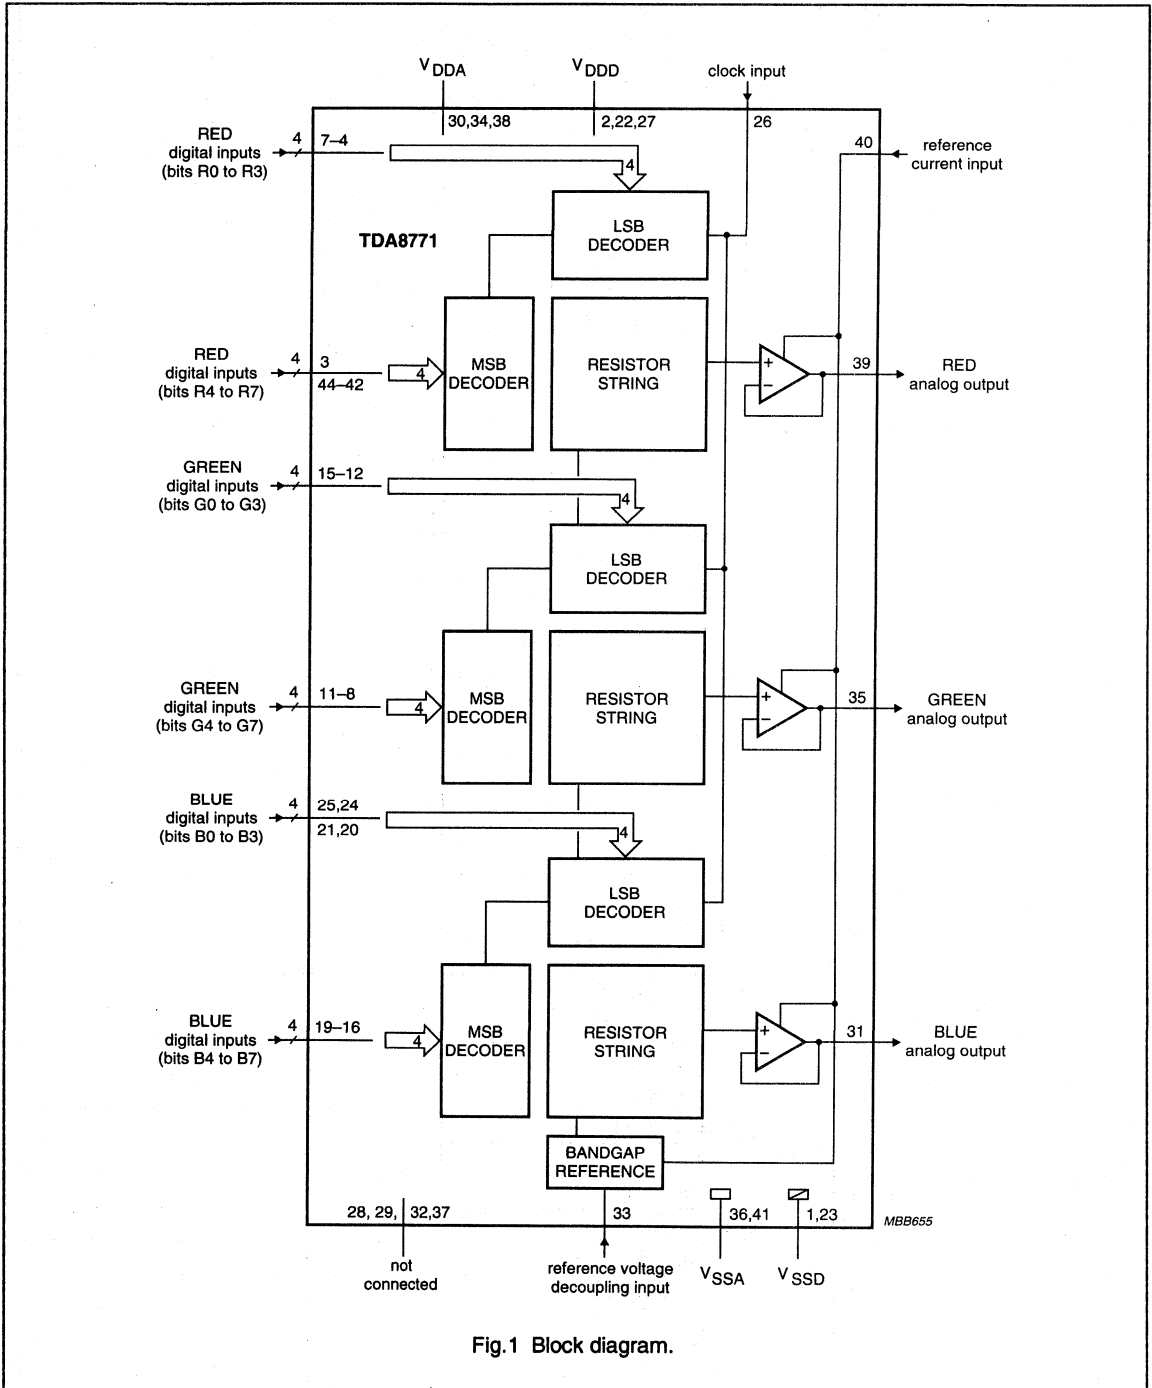 V DDA
V DDD
clock input
30,34,38
2,22,27
26
RED
digital inputs
(bits R0 to R3)
4
7–4
4
40
reference
current input
TDA8771
LSB
DECODER
RED
digital inputs
(bits R4 to R7)
4
3
44–42
4
MSB
DECODER
RESISTOR
STRING
+
−
39
RED
analog output
GREEN
digital inputs
(bits G0 to G3)
4
15–12
4
LSB
DECODER
GREEN
digital inputs
(bits G4 to G7)
4
11–8
4
MSB
DECODER
RESISTOR
STRING
+
−
35
GREEN
analog output
BLUE
digital inputs
(bits B0 to B3)
4
25,24
21,20
4
LSB
DECODER
BLUE
digital inputs
(bits B4 to B7)
4
19–16
4
MSB
DECODER
RESISTOR
STRING
+
−
31
BLUE
analog output
BANDGAP
REFERENCE
28, 29, 32,37
33
36,41
1,23
MBB655
not
connected
reference voltage
decoupling input
V SSA
V SSD
Fig.1 Block diagram.